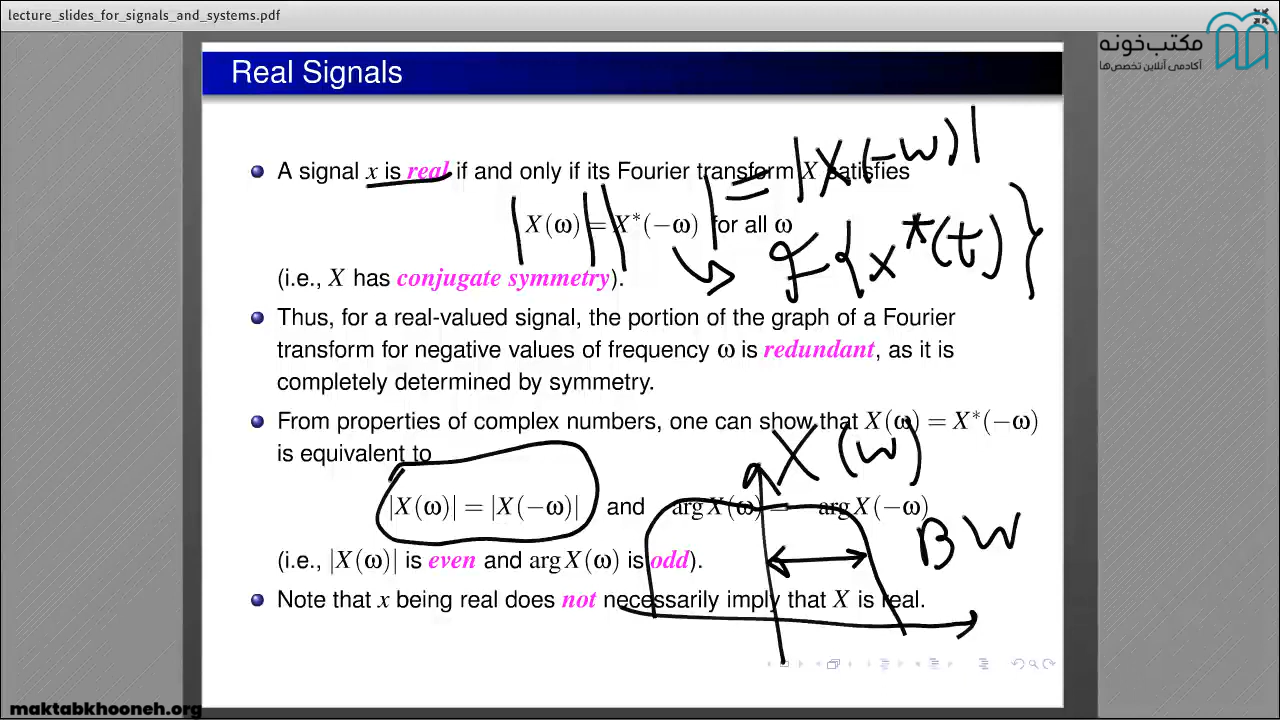 lecture_slides_for_signals_and_systems.pdf
مکتب‌خونه
آکادمی آنلاین تخصص‌ها
Real Signals
A signal x is real if and only if its Fourier transform X satisfies
= |X(-ω)|
|X(ω)| = |X*(−ω)| for all ω
F{x*(t)}
(i.e., X has conjugate symmetry).
Thus, for a real-valued signal, the portion of the graph of a Fourier
transform for negative values of frequency ω is redundant, as it is
completely determined by symmetry.
From properties of complex numbers, one can show that X(ω) = X*(−ω)
is equivalent to
X(ω)
|X(ω)| = |X(−ω)| and arg X(ω) = − arg X(−ω)
BW
(i.e., |X(ω)| is even and arg X(ω) is odd).
Note that x being real does not necessarily imply that X is real.
maktabkhooneh.org